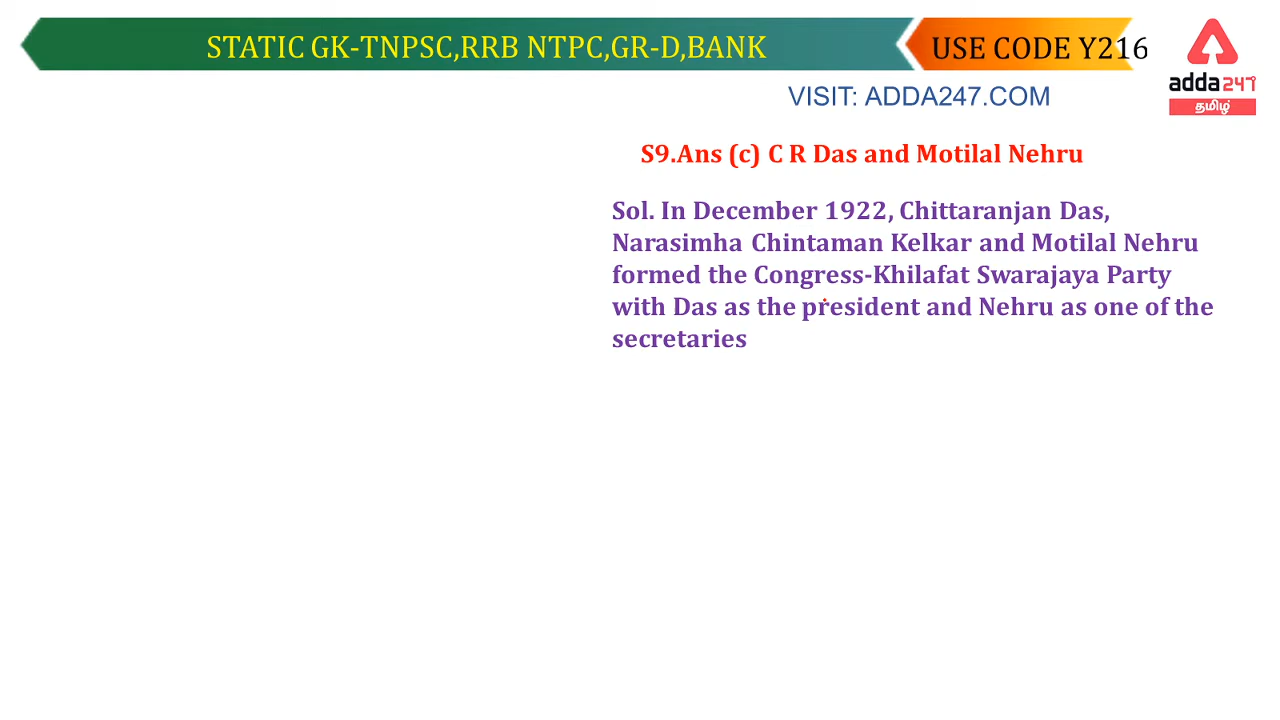 STATIC GK-TNPSC,RRB NTPC,GR-D,BANK
USE CODE Y216
adda247
தமிழ்
VISIT: ADDA247.COM
S9.Ans (c) C R Das and Motilal Nehru
Sol. In December 1922, Chittaranjan Das,
Narasimha Chintaman Kelkar and Motilal Nehru
formed the Congress-Khilafat Swarajaya Party
with Das as the president and Nehru as one of the
secretaries